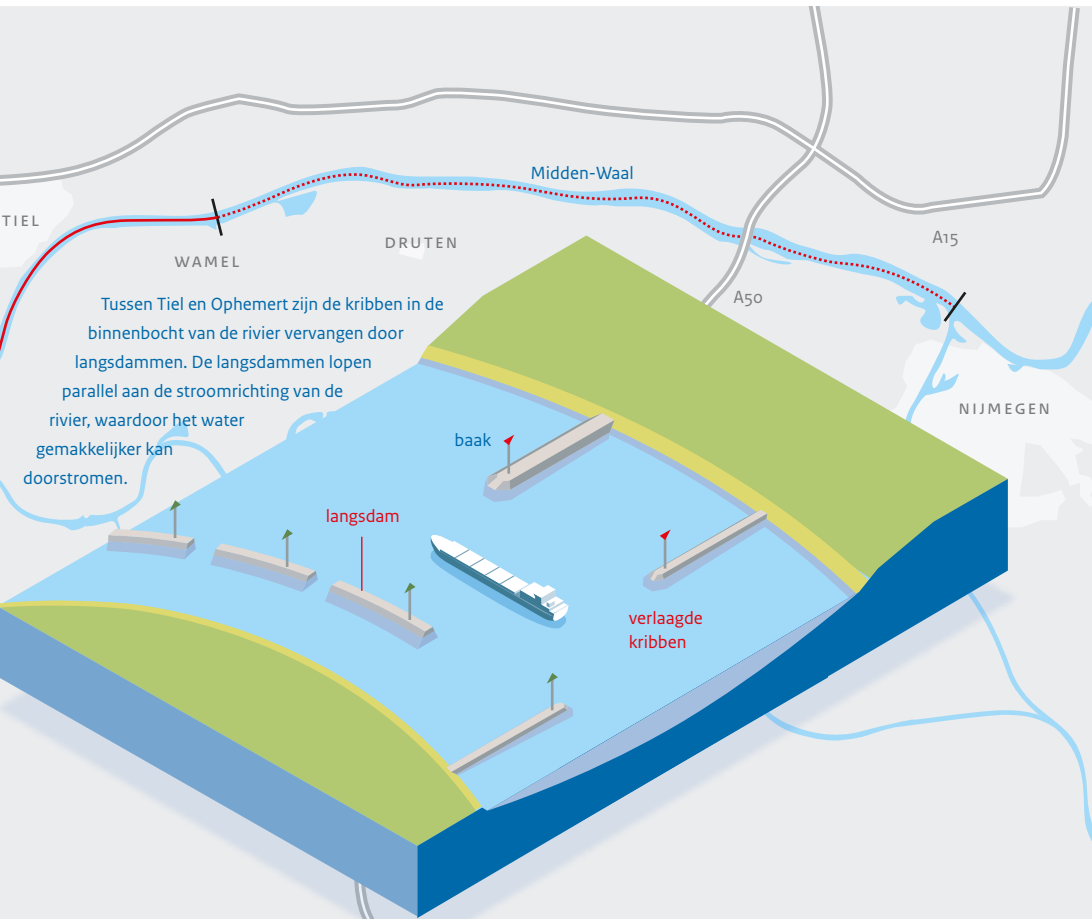 Midden-Waal
TIEL
WAMEL
DRUTEN
A15
A50
NIJMEGEN
Tussen Tiel en Ophemert zijn de kribben in de
binnenbocht van de rivier vervangen door
langsdammen. De langsdammen lopen
parallel aan de stroomrichting van de
rivier, waardoor het water
gemakkelijker kan
doorstromen.
baak
langsdam
verlaagde
kribben